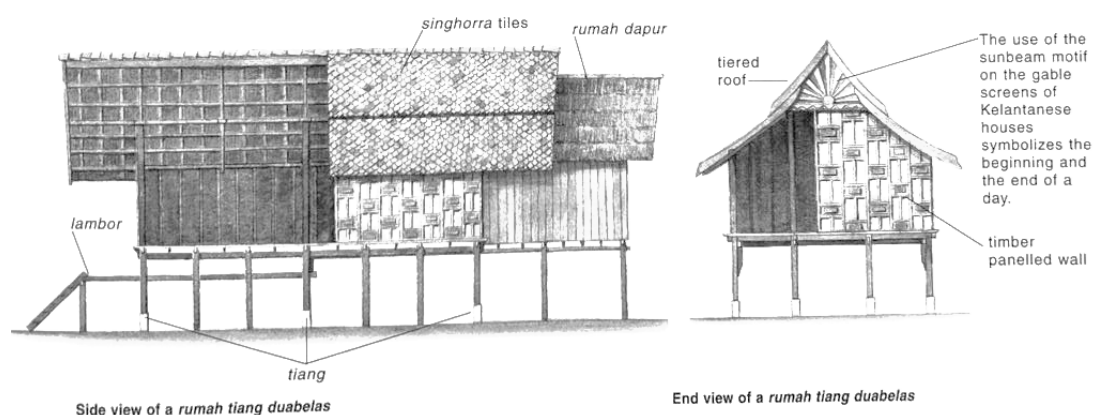 singhorra tiles
rumah dapur
lambor
tiang
Side view of a rumah tiang duabelas
tiered
roof
The use of the
sunbeam motif
on the gable
screens of
Kelantanese
houses
symbolizes the
beginning and
the end of a
day.
timber
panelled wall
End view of a rumah tiang duabelas